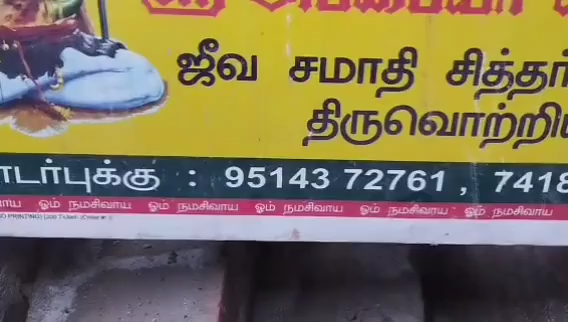 ஜீவ சமாதி சித்தர்
திருவொற்றி
டர்புக்கு : 95143 72761 , 7418
ஓம் நமசிவாய ஓம் நமசிவாய ஓம் நமசிவாய ஓம் நமசிவாய ஓம் நமசிவாய